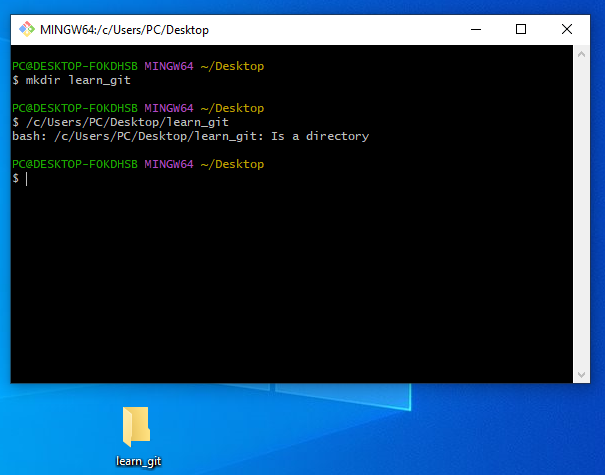 MINGW64:/c/Users/PC/Desktop
PC@DESKTOP-FOKDHSB MINGW64 ~/Desktop
$ mkdir learn_git
PC@DESKTOP-FOKDHSB MINGW64 ~/Desktop
$ /c/Users/PC/Desktop/learn_git
bash: /c/Users/PC/Desktop/learn_git: Is a directory
PC@DESKTOP-FOKDHSB MINGW64 ~/Desktop
$
learn_git